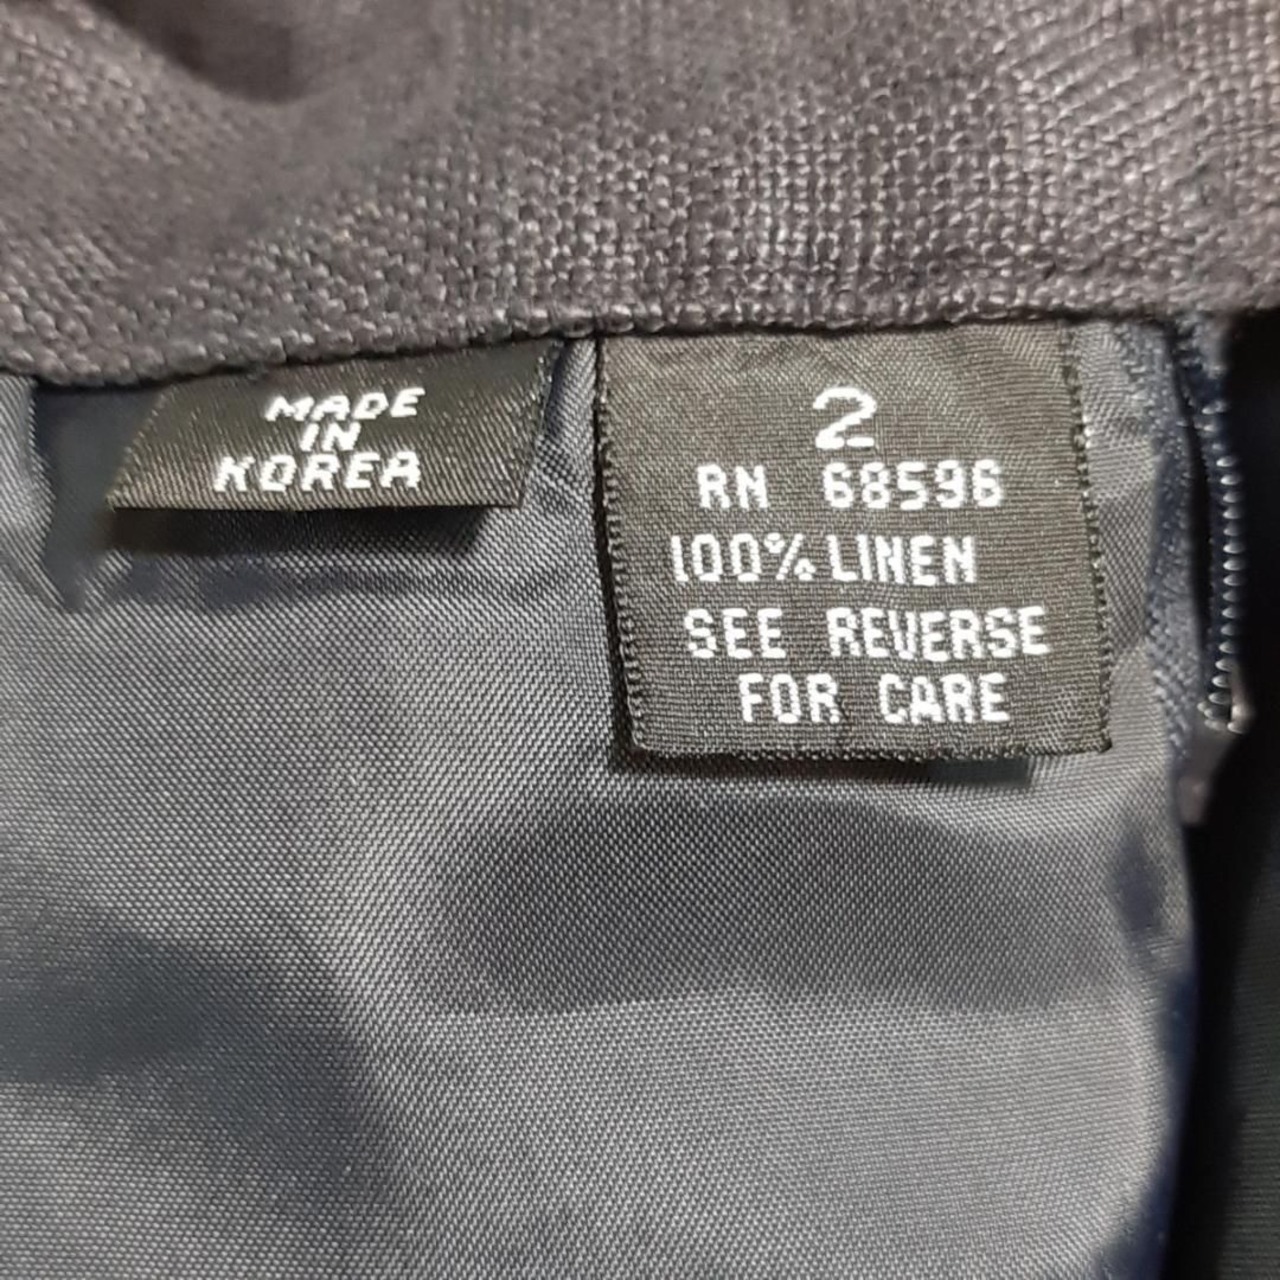 MADE
IN
KOREA
2
RN 68596
100% LINEN
SEE REVERSE
FOR CARE